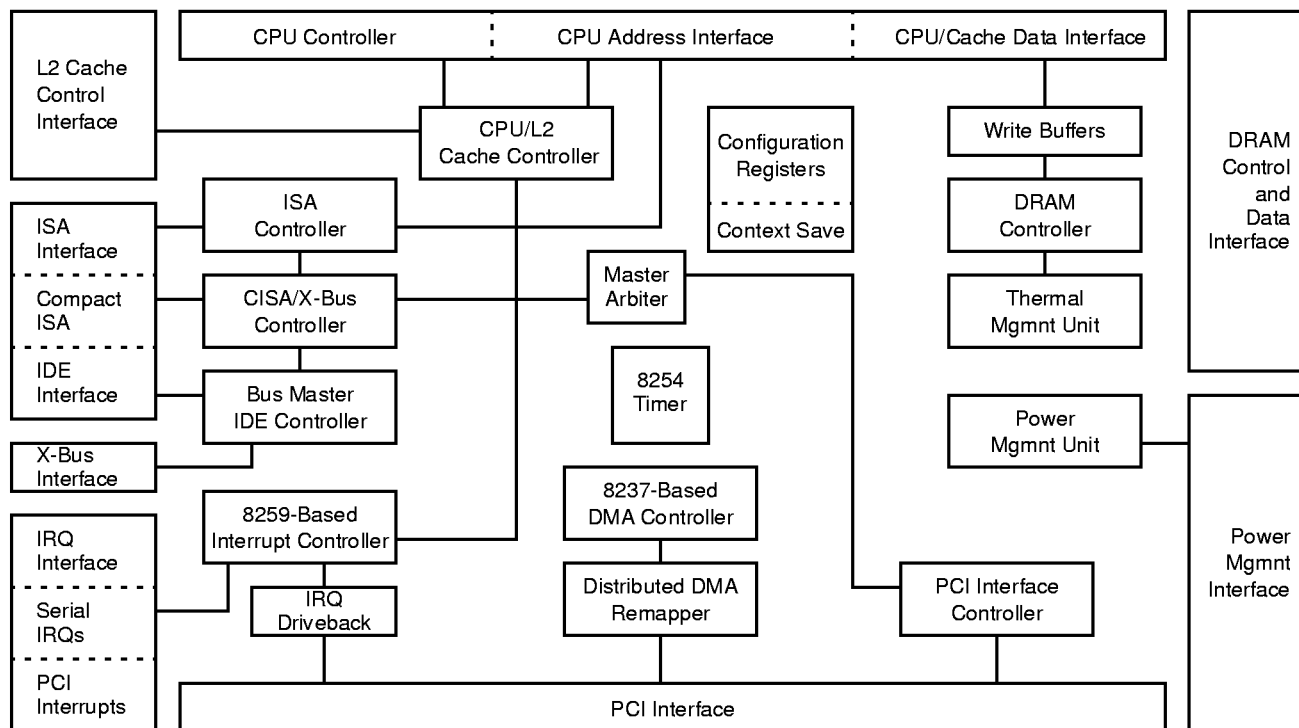 CPU Controller
CPU Address Interface
CPU/Cache Data Interface
L2 Cache
Control
Interface
CPU/L2
Cache Controller
Configuration
Registers
Context Save
Write Buffers
DRAM
Control
and
Data
Interface
ISA
Controller
DRAM
Controller
ISA
Interface
Compact
ISA
IDE
Interface
CISA/X-Bus
Controller
Master
Arbiter
Thermal
Mgmnt Unit
Bus Master
IDE Controller
8254
Timer
Power
Mgmnt Unit
X-Bus
Interface
8259-Based
Interrupt Controller
8237-Based
DMA Controller
Power
Mgmnt
Interface
IRQ
Interface
Serial
IRQs
PCI
Interrupts
IRQ
Driveback
Distributed DMA
Remapper
PCI Interface
Controller
PCI Interface